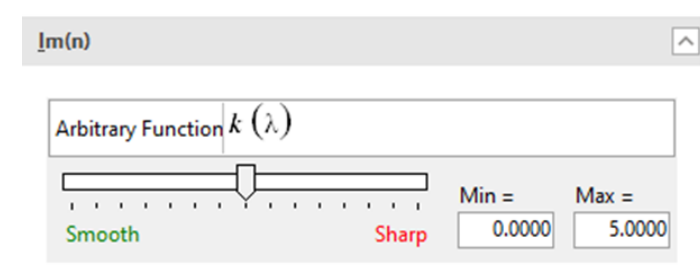 Im(n)
Arbitrary Function k (λ)
Min = Max =
Smooth Sharp 0.0000 5.0000